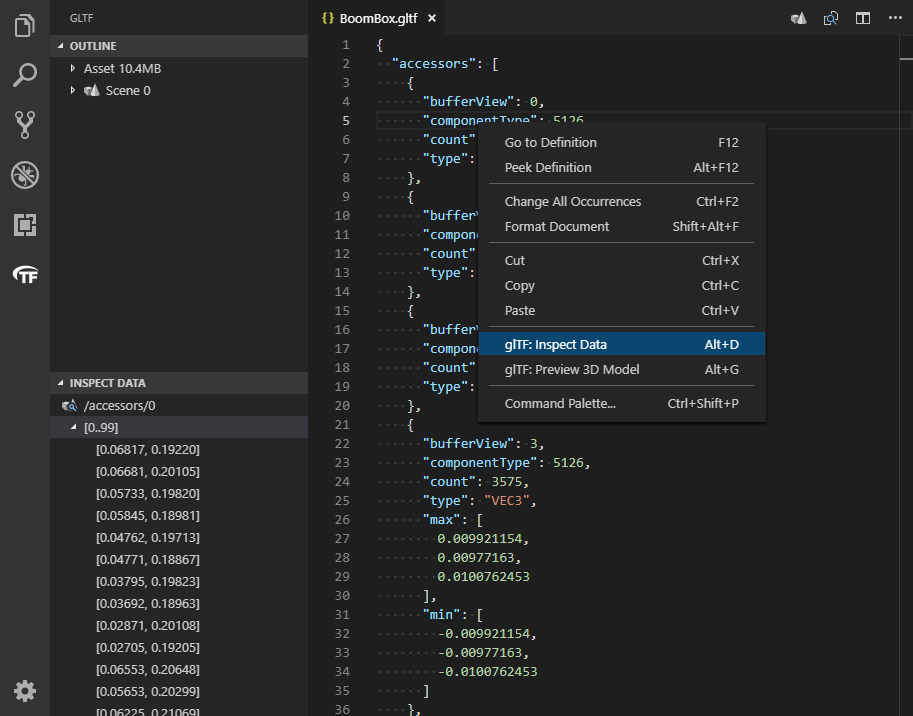 GLTF
OUTLINE
Asset 10.4MB
Scene 0
INSPECT DATA
/accessors/0
[0..99]
[0.06817, 0.19220]
[0.06681, 0.20105]
[0.05733, 0.19820]
[0.05845, 0.18981]
[0.04762, 0.19713]
[0.04771, 0.18867]
[0.03795, 0.19823]
[0.03692, 0.18963]
[0.02871, 0.20108]
[0.02705, 0.19205]
[0.06553, 0.20648]
[0.05653, 0.20299]
[0.06225, 0.21069]
TF
{} BoomBox.gltf ×
1 {
2 "accessors": [
3 {
4 "bufferView": 0,
5 "componentType": 5126,
6 "count"
7 "type":
8 },
9 {
10 "bufferV
11 "compone
12 "count"
13 "type":
14 },
15 {
16 "bufferV
17 "compone
18 "count"
19 "type":
20 },
21 {
22 "bufferView": 3,
23 "componentType": 5126,
24 "count": 3575,
25 "type": "VEC3",
26 "max": [
27 0.009921154,
28 0.00977163,
29 0.0100762453
30 ],
31 "min": [
32 -0.009921154,
33 -0.00977163,
34 -0.0100762453
35 ]
36 },
Go to Definition F12
Peek Definition Alt+F12
Change All Occurrences Ctrl+F2
Format Document Shift+Alt+F
Cut Ctrl+X
Copy Ctrl+C
Paste Ctrl+V
glTF: Inspect Data Alt+D
glTF: Preview 3D Model Alt+G
Command Palette... Ctrl+Shift+P